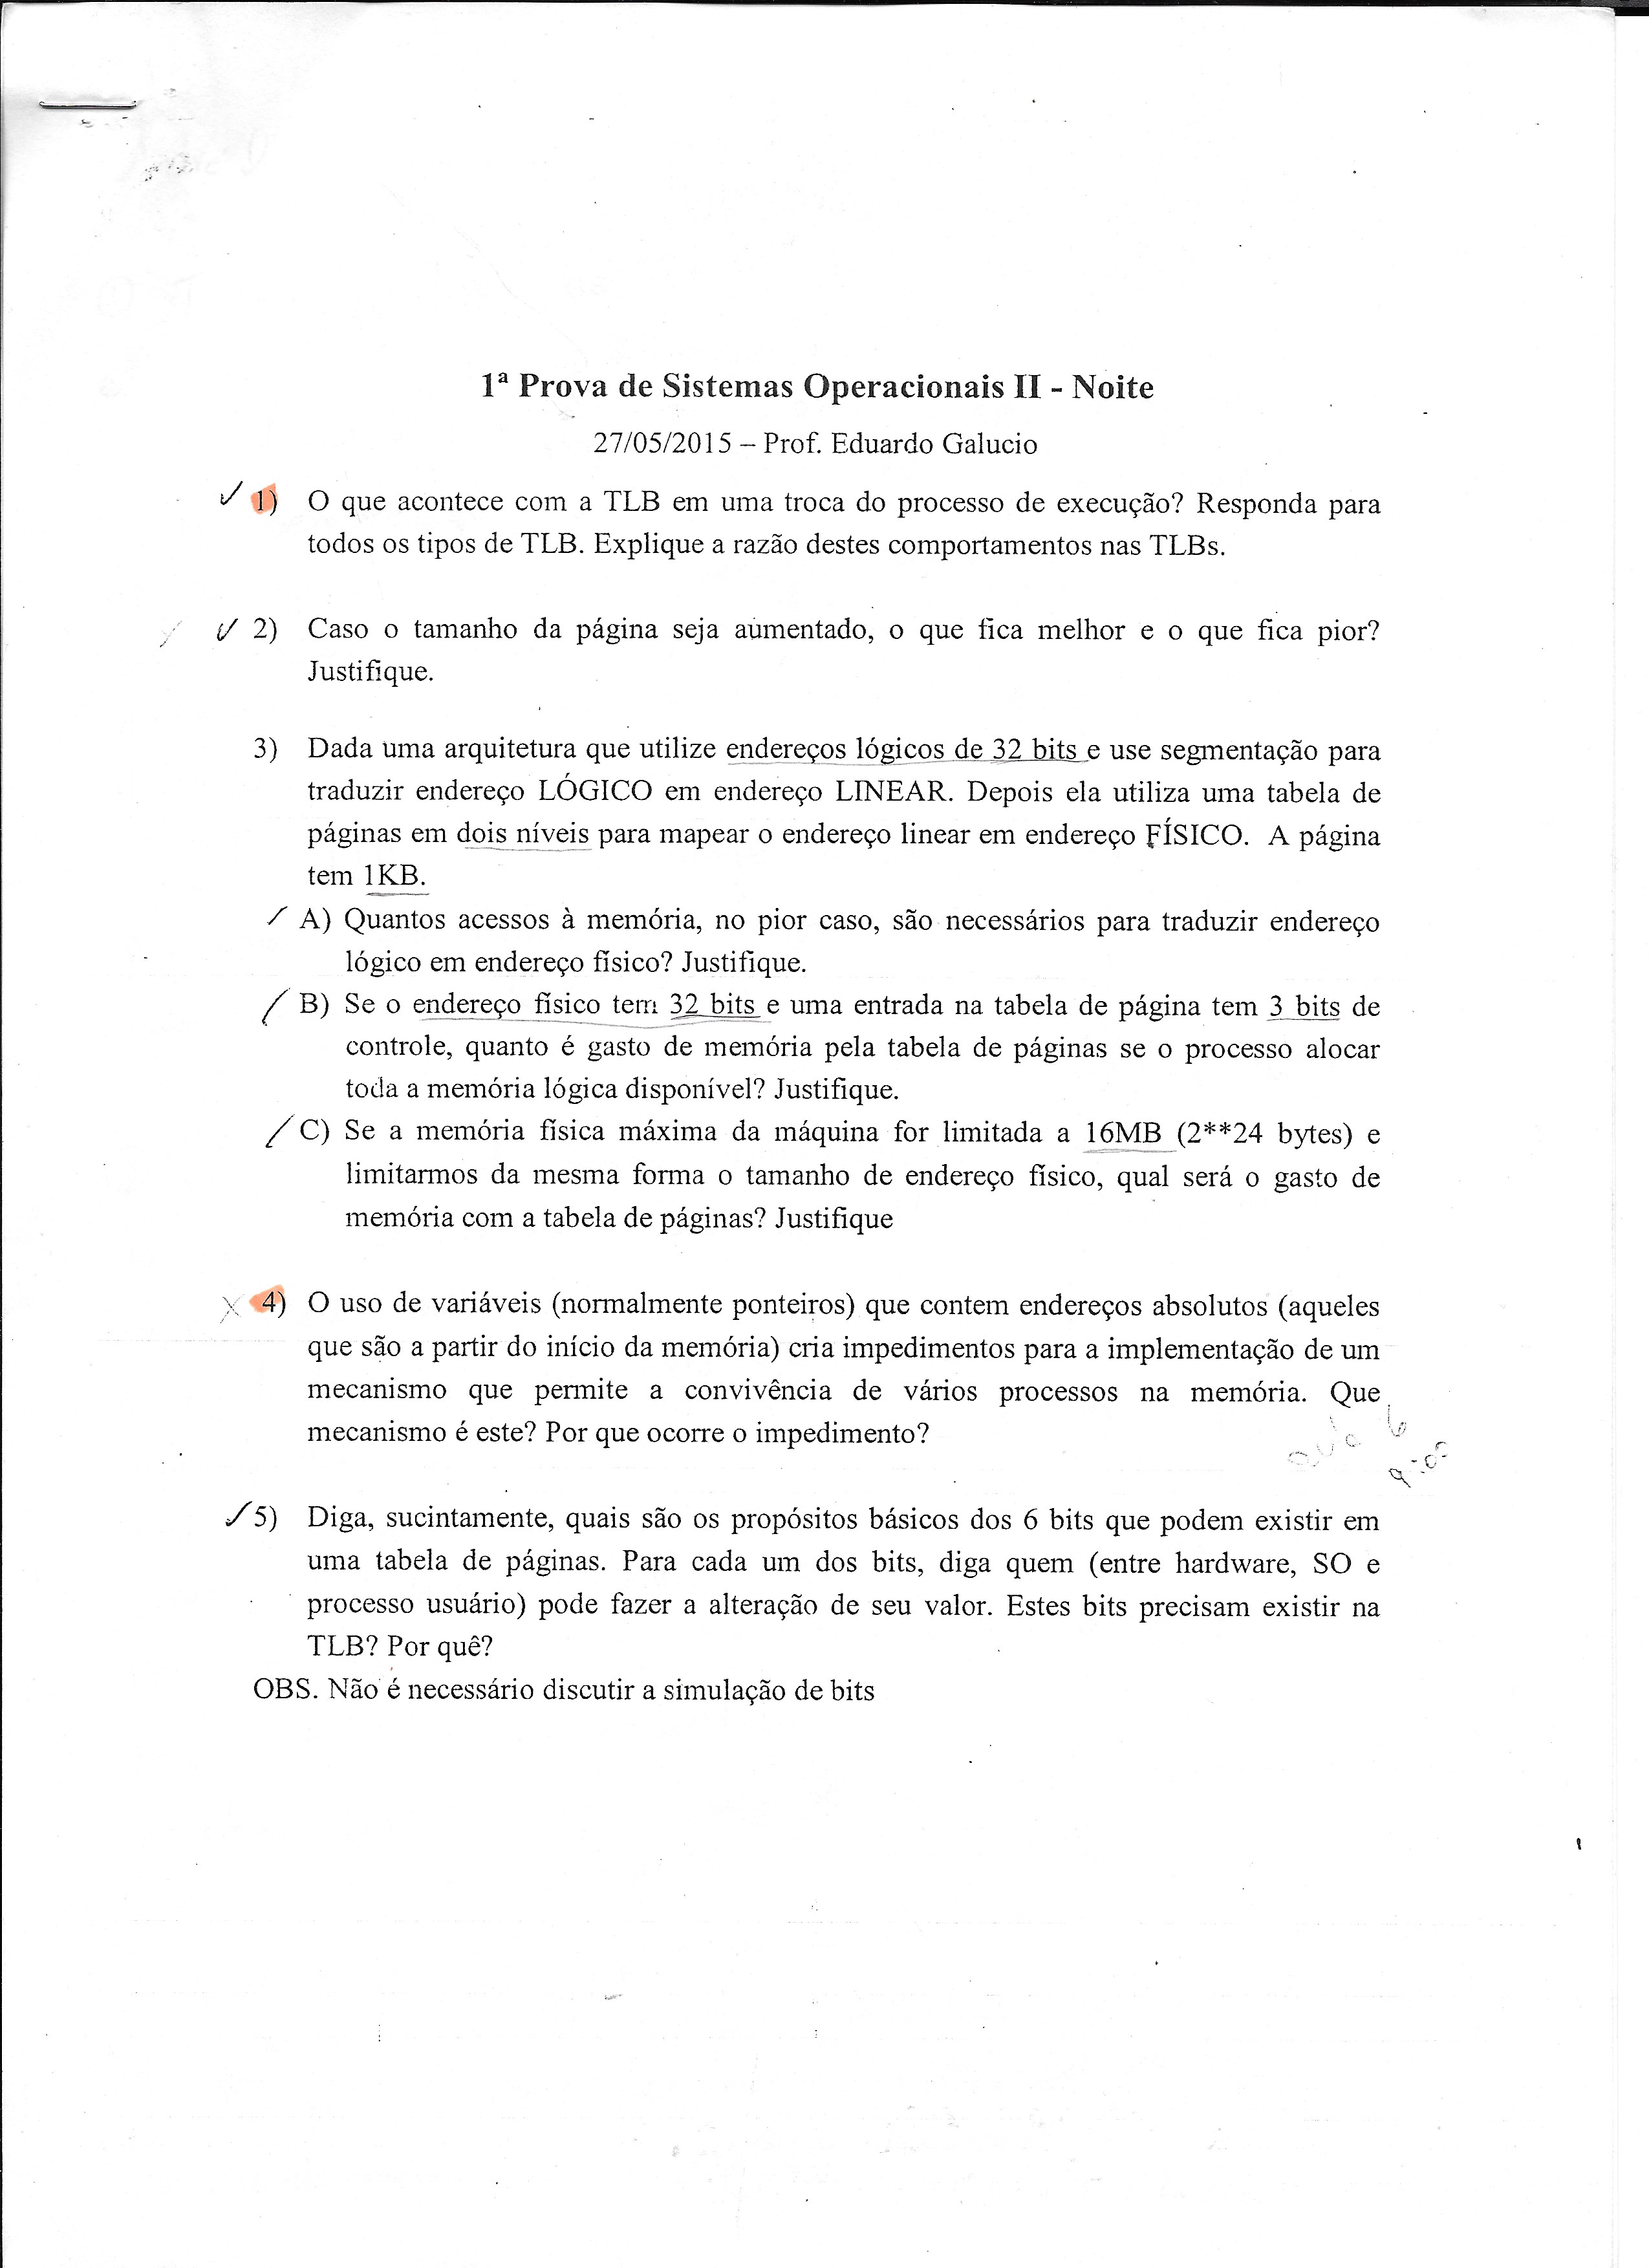 1ª Prova de Sistemas Operacionais II - Noite
27/05/2015 – Prof. Eduardo Galucio
1) O que acontece com a TLB em uma troca do processo de execução? Responda para
todos os tipos de TLB. Explique a razão destes comportamentos nas TLBs.
2) Caso o tamanho da página seja aumentado, o que fica melhor e o que fica pior?
Justifique.
3) Dada uma arquitetura que utilize endereços lógicos de 32 bits e use segmentação para
traduzir endereço LÓGICO em endereço LINEAR. Depois ela utiliza uma tabela de
páginas em dois níveis para mapear o endereço linear em endereço FÍSICO. A página
tem 1KB.
A) Quantos acessos à memória, no pior caso, são necessários para traduzir endereço
lógico em endereço físico? Justifique.
B) Se o endereço físico tem 32 bits e uma entrada na tabela de página tem 3 bits de
controle, quanto é gasto de memória pela tabela de páginas se o processo alocar
toda a memória lógica disponível? Justifique.
C) Se a memória física máxima da máquina for limitada a 16MB (2**24 bytes) e
limitarmos da mesma forma o tamanho de endereço físico, qual será o gasto de
memória com a tabela de páginas? Justifique
4) O uso de variáveis (normalmente ponteiros) que contem endereços absolutos (aqueles
que são a partir do início da memória) cria impedimentos para a implementação de um
mecanismo que permite a convivência de vários processos na memória. Que
mecanismo é este? Por que ocorre o impedimento?
aula 6
5) Diga, sucintamente, quais são os propósitos básicos dos 6 bits que podem existir em
uma tabela de páginas. Para cada um dos bits, diga quem (entre hardware, SO e
processo usuário) pode fazer a alteração de seu valor. Estes bits precisam existir na
TLB? Por quê?
OBS. Não é necessário discutir a simulação de bits